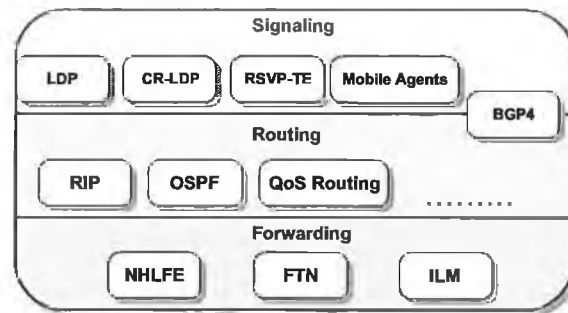 Signaling
LDP CR-LDP RSVP-TE Mobile Agents
BGP4
Routing
RIP OSPF QoS Routing .........
Forwarding
NHLFE FTN ILM